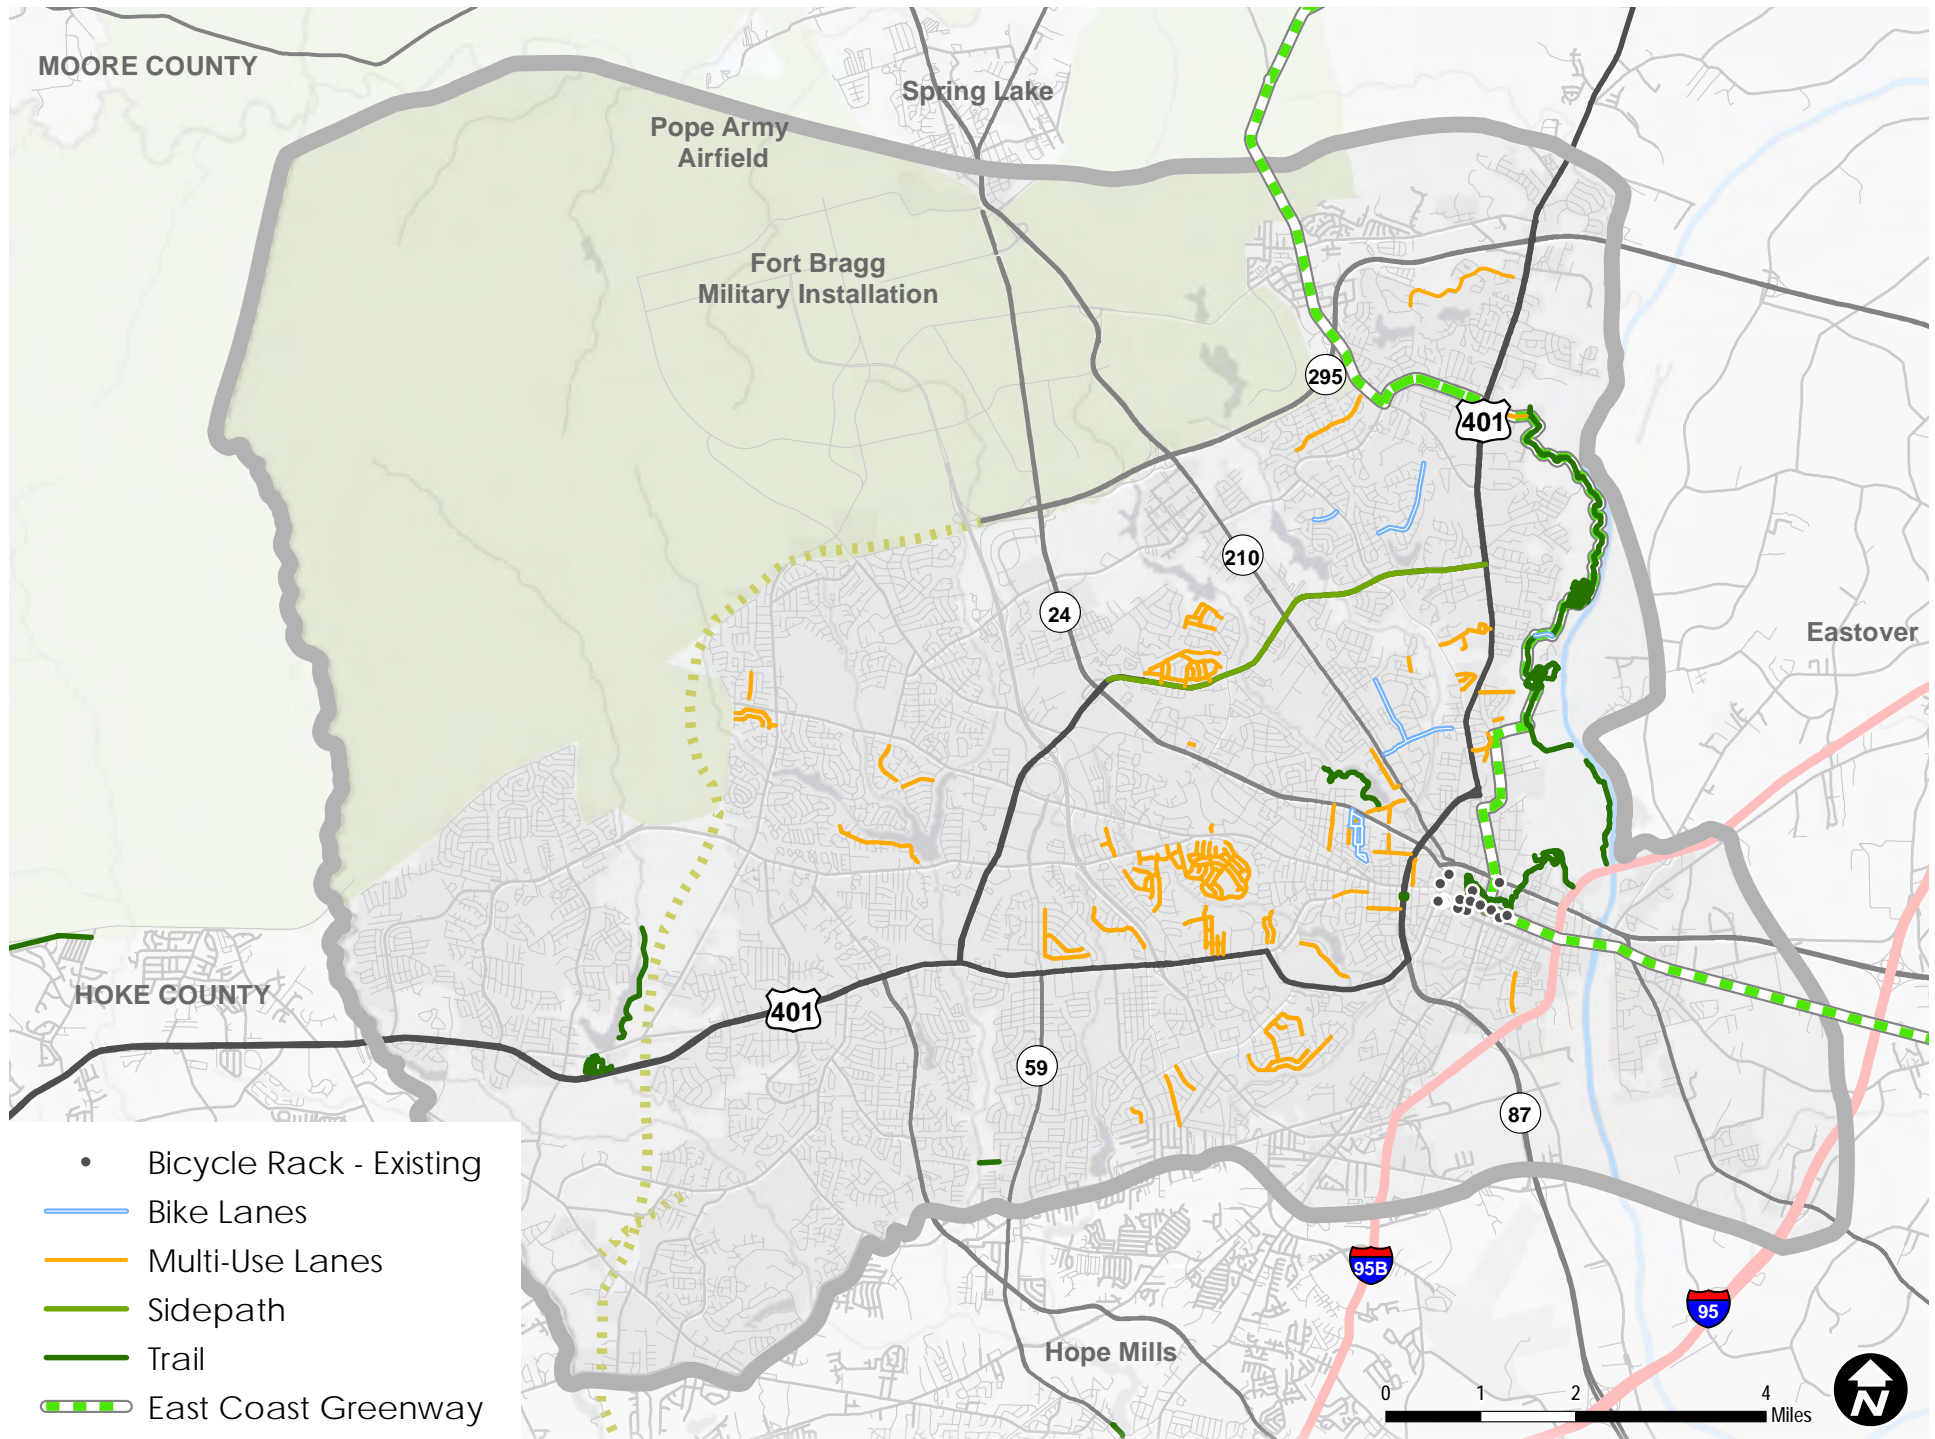 MOORE COUNTY
Spring Lake
Pope Army
Airfield
Fort Bragg
Military Installation
295
401
210
24
Eastover
HOKE COUNTY
401
59
87
Bicycle Rack - Existing
Bike Lanes
Multi-Use Lanes
Sidepath
Trail
East Coast Greenway
95B
95
Hope Mills
0 1 2 4
Miles
N